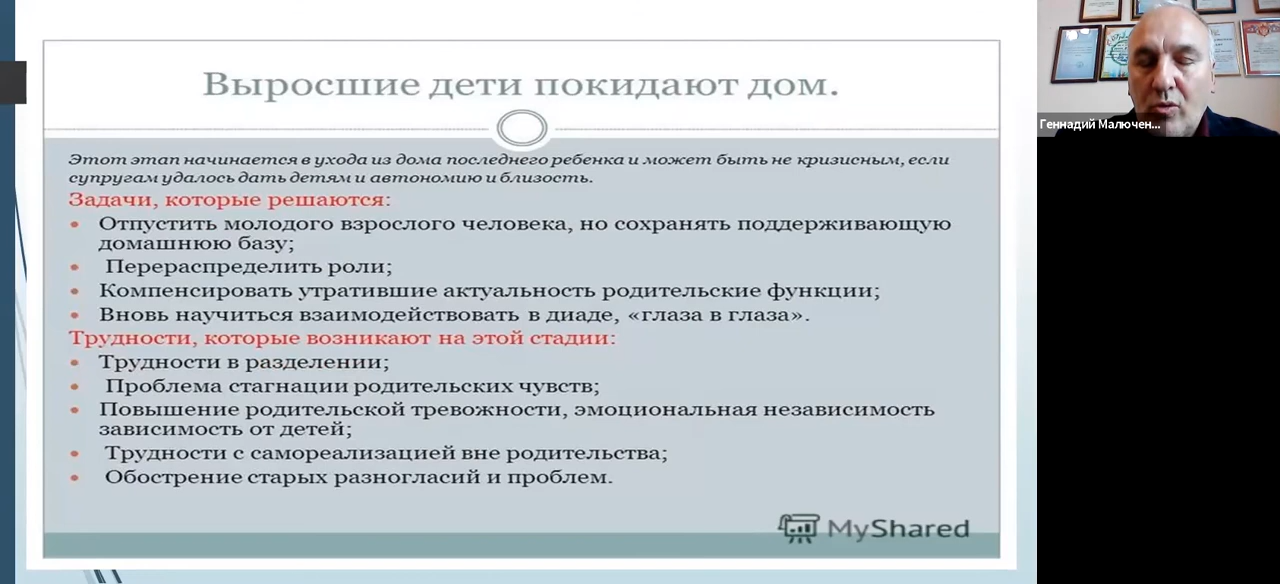 Выросшие дети покидают дом.
Этот этап начинается в ухода из дома последнего ребенка и может быть не кризисным, если
супругам удалось дать детям и автономию и близость.
Задачи, которые решаются:
• Отпустить молодого взрослого человека, но сохранять поддерживающую
домашнюю базу;
• Перераспределить роли;
• Компенсировать утратившие актуальность родительские функции;
• Вновь научиться взаимодействовать в диаде, «глаза в глаза».
Трудности, которые возникают на этой стадии:
• Трудности в разделении;
• Проблема стагнации родительских чувств;
• Повышение родительской тревожности, эмоциональная независимость
зависимость от детей;
• Трудности с самореализацией вне родительства;
• Обострение старых разногласий и проблем.
MyShared
Геннадий Малючен...